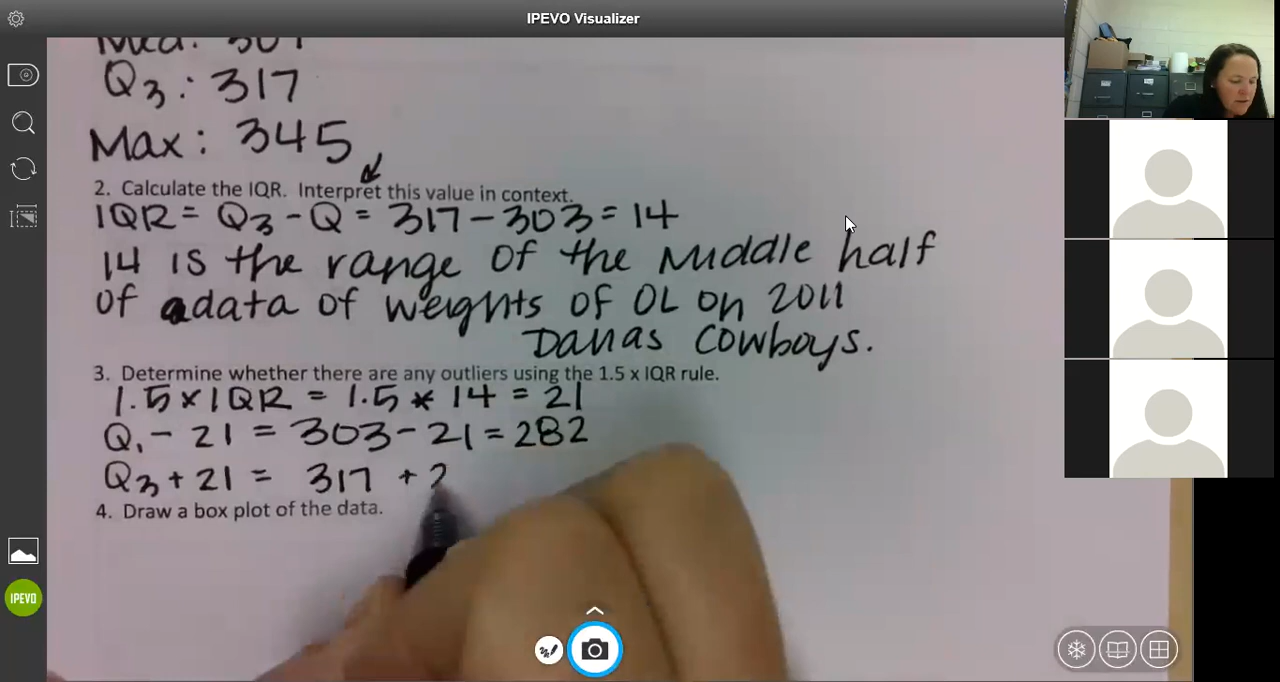 IPEVO Visualizer
Q3: 317
Max: 345
2. Calculate the IQR. Interpret this value in context.
IQR = Q3 - Q = 317 - 303 = 14
14 is the range of the middle half
of data of weights of OL on 2011
Dallas Cowboys.
3. Determine whether there are any outliers using the 1.5 x IQR rule.
1.5 x IQR = 1.5 * 14 = 21
Q1 - 21 = 303 - 21 = 282
Q3 + 21 = 317 + 2
4. Draw a box plot of the data.
IPEVO